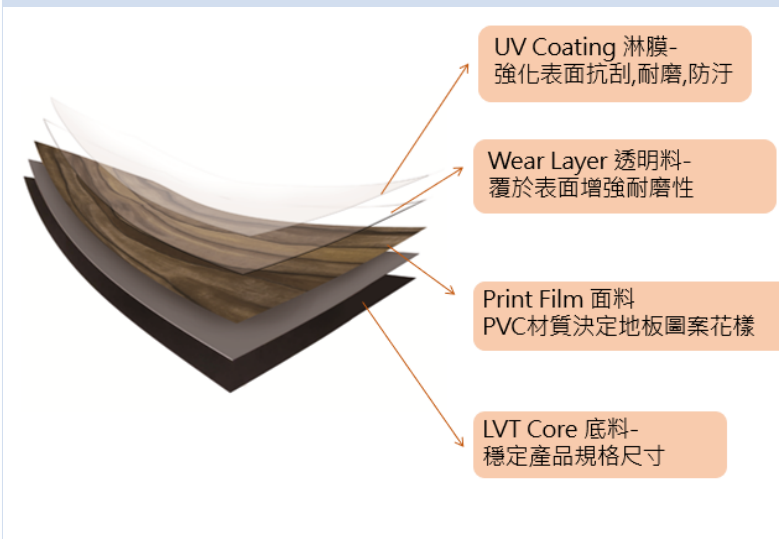 UV Coating 淋膜-
強化表面抗刮,耐磨,防汙
Wear Layer 透明料-
覆於表面增強耐磨性
Print Film 面料
PVC材質決定地板圖案花樣
LVT Core 底料-
穩定產品規格尺寸